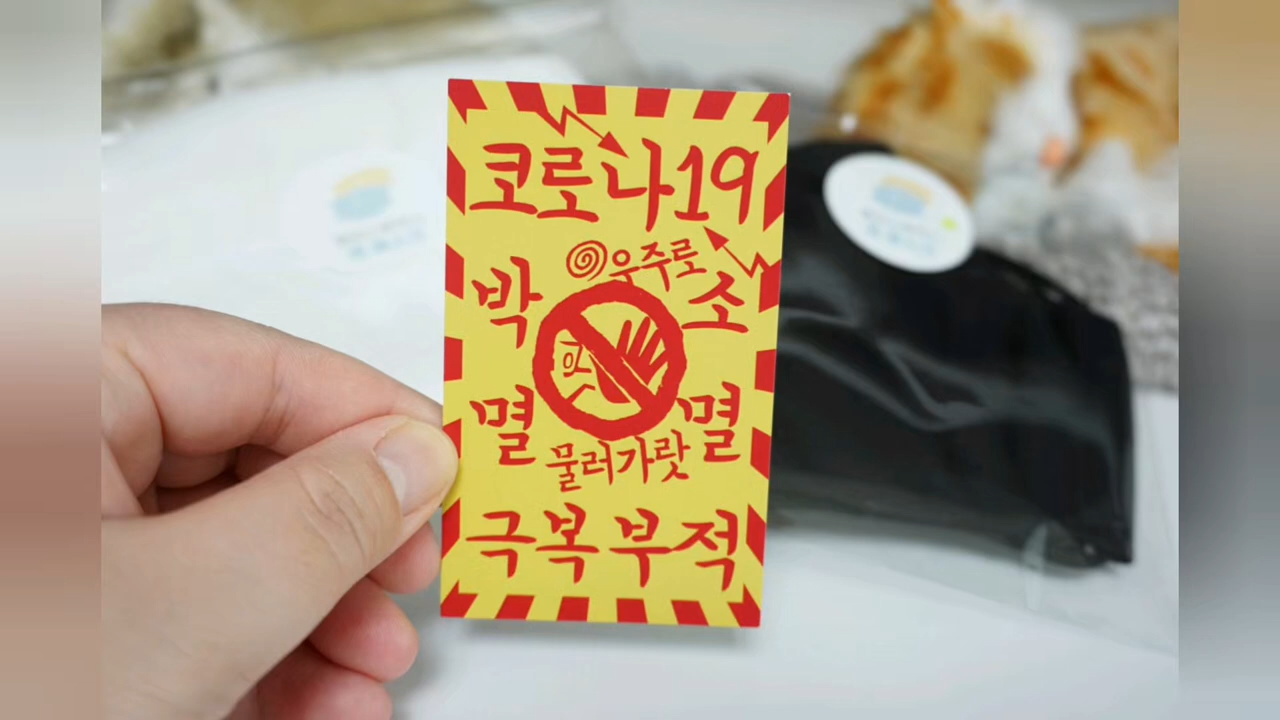 코로나19
우주로
박 소
멸 멸
물러가랏
극복 부적